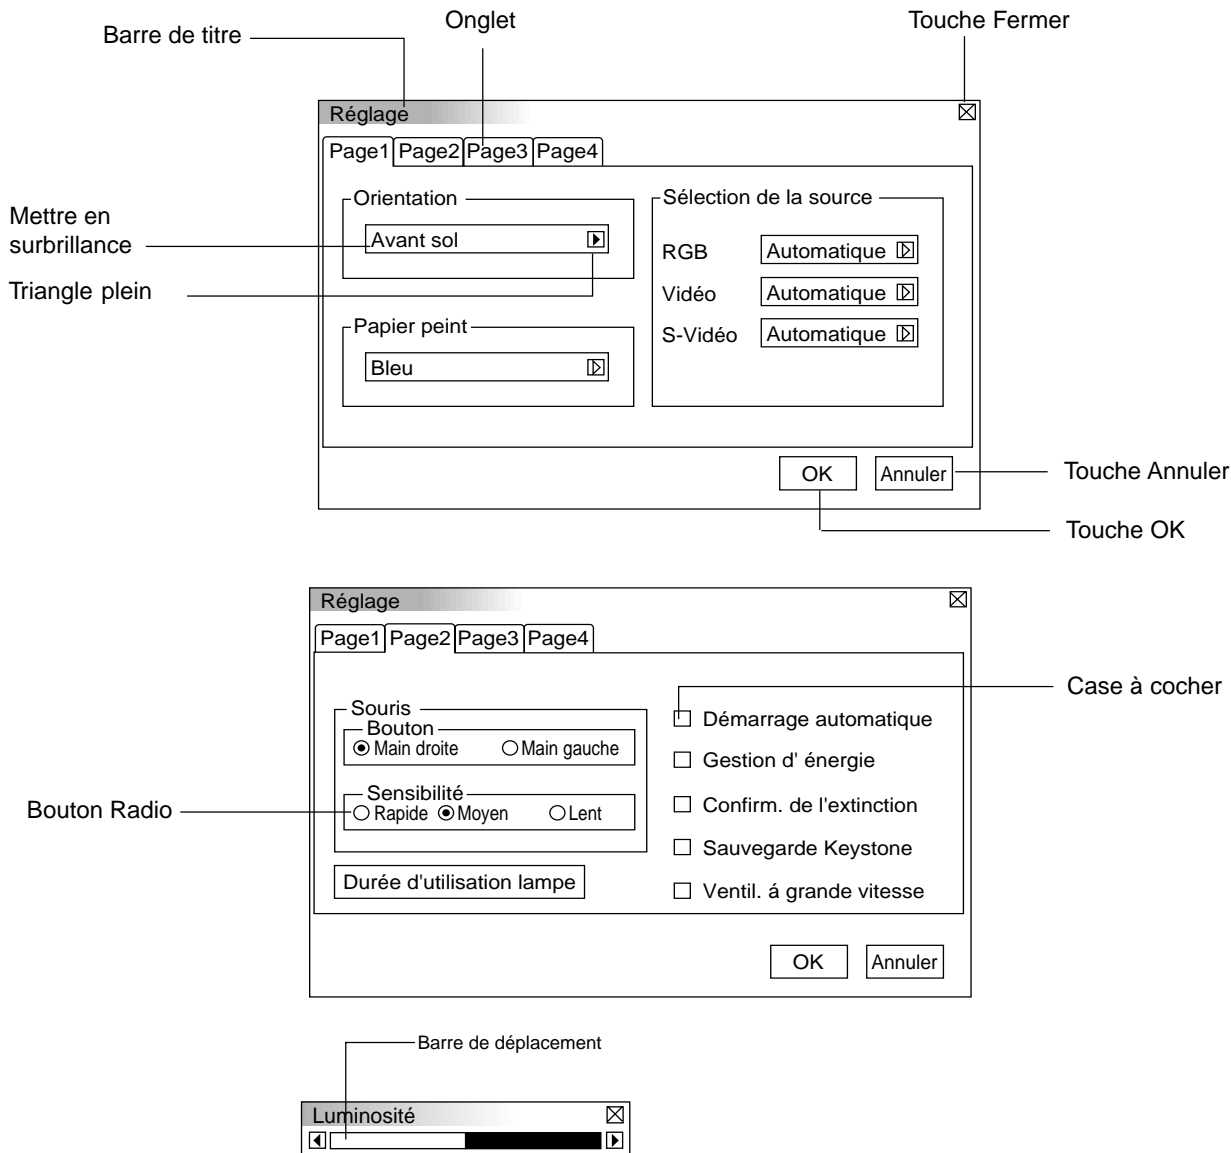 Onglet
Touche Fermer
Barre de titre
Réglage
Page1 Page2 Page3 Page4
Orientation
Sélection de la source
Mettre en
surbrillance
Avant sol
RGB Automatique
Triangle plein
Vidéo Automatique
Papier peint
S-Vidéo Automatique
Bleu
OK Annuler
Touche Annuler
Touche OK
Réglage
Page1 Page2 Page3 Page4
Case à cocher
Souris
Bouton
Main droite Main gauche
Sensibilité
Rapide Moyen Lent
Bouton Radio
Durée d'utilisation lampe
Démarrage automatique
Gestion d' énergie
Confirm. de l'extinction
Sauvegarde Keystone
Ventil. á grande vitesse
OK Annuler
Barre de déplacement
Luminosité